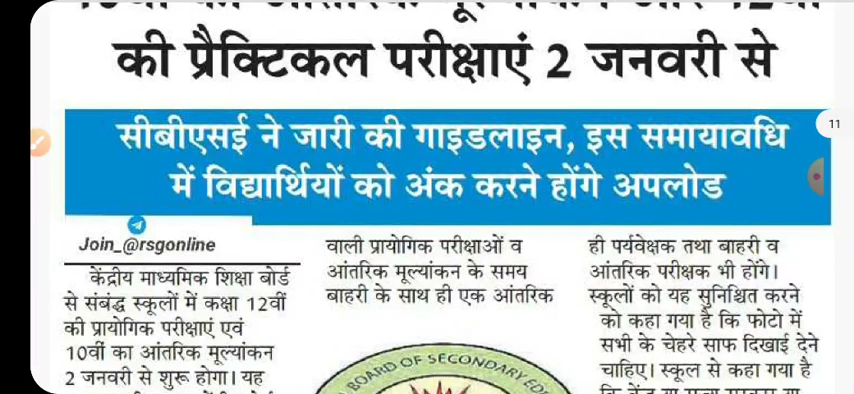 की प्रैक्टिकल परीक्षाएं 2 जनवरी से
सीबीएसई ने जारी की गाइडलाइन, इस समायावधि
में विद्यार्थियों को अंक करने होंगे अपलोड
11
Join_@rsgonline
केंद्रीय माध्यमिक शिक्षा बोर्ड
से संबंद्ध स्कूलों में कक्षा 12वीं
की प्रायोगिक परीक्षाएं एवं
10वीं का आंतरिक मूल्यांकन
2 जनवरी से शुरू होगा। यह
वाली प्रायोगिक परीक्षाओं व
आंतरिक मूल्यांकन के समय
बाहरी के साथ ही एक आंतरिक
BOARD OF SECONDARY
ही पर्यवेक्षक तथा बाहरी व
आंतरिक परीक्षक भी होंगे।
स्कूलों को यह सुनिश्चित करने
को कहा गया है कि फोटो में
सभी के चेहरे साफ दिखाई देने
चाहिए। स्कूल से कहा गया है